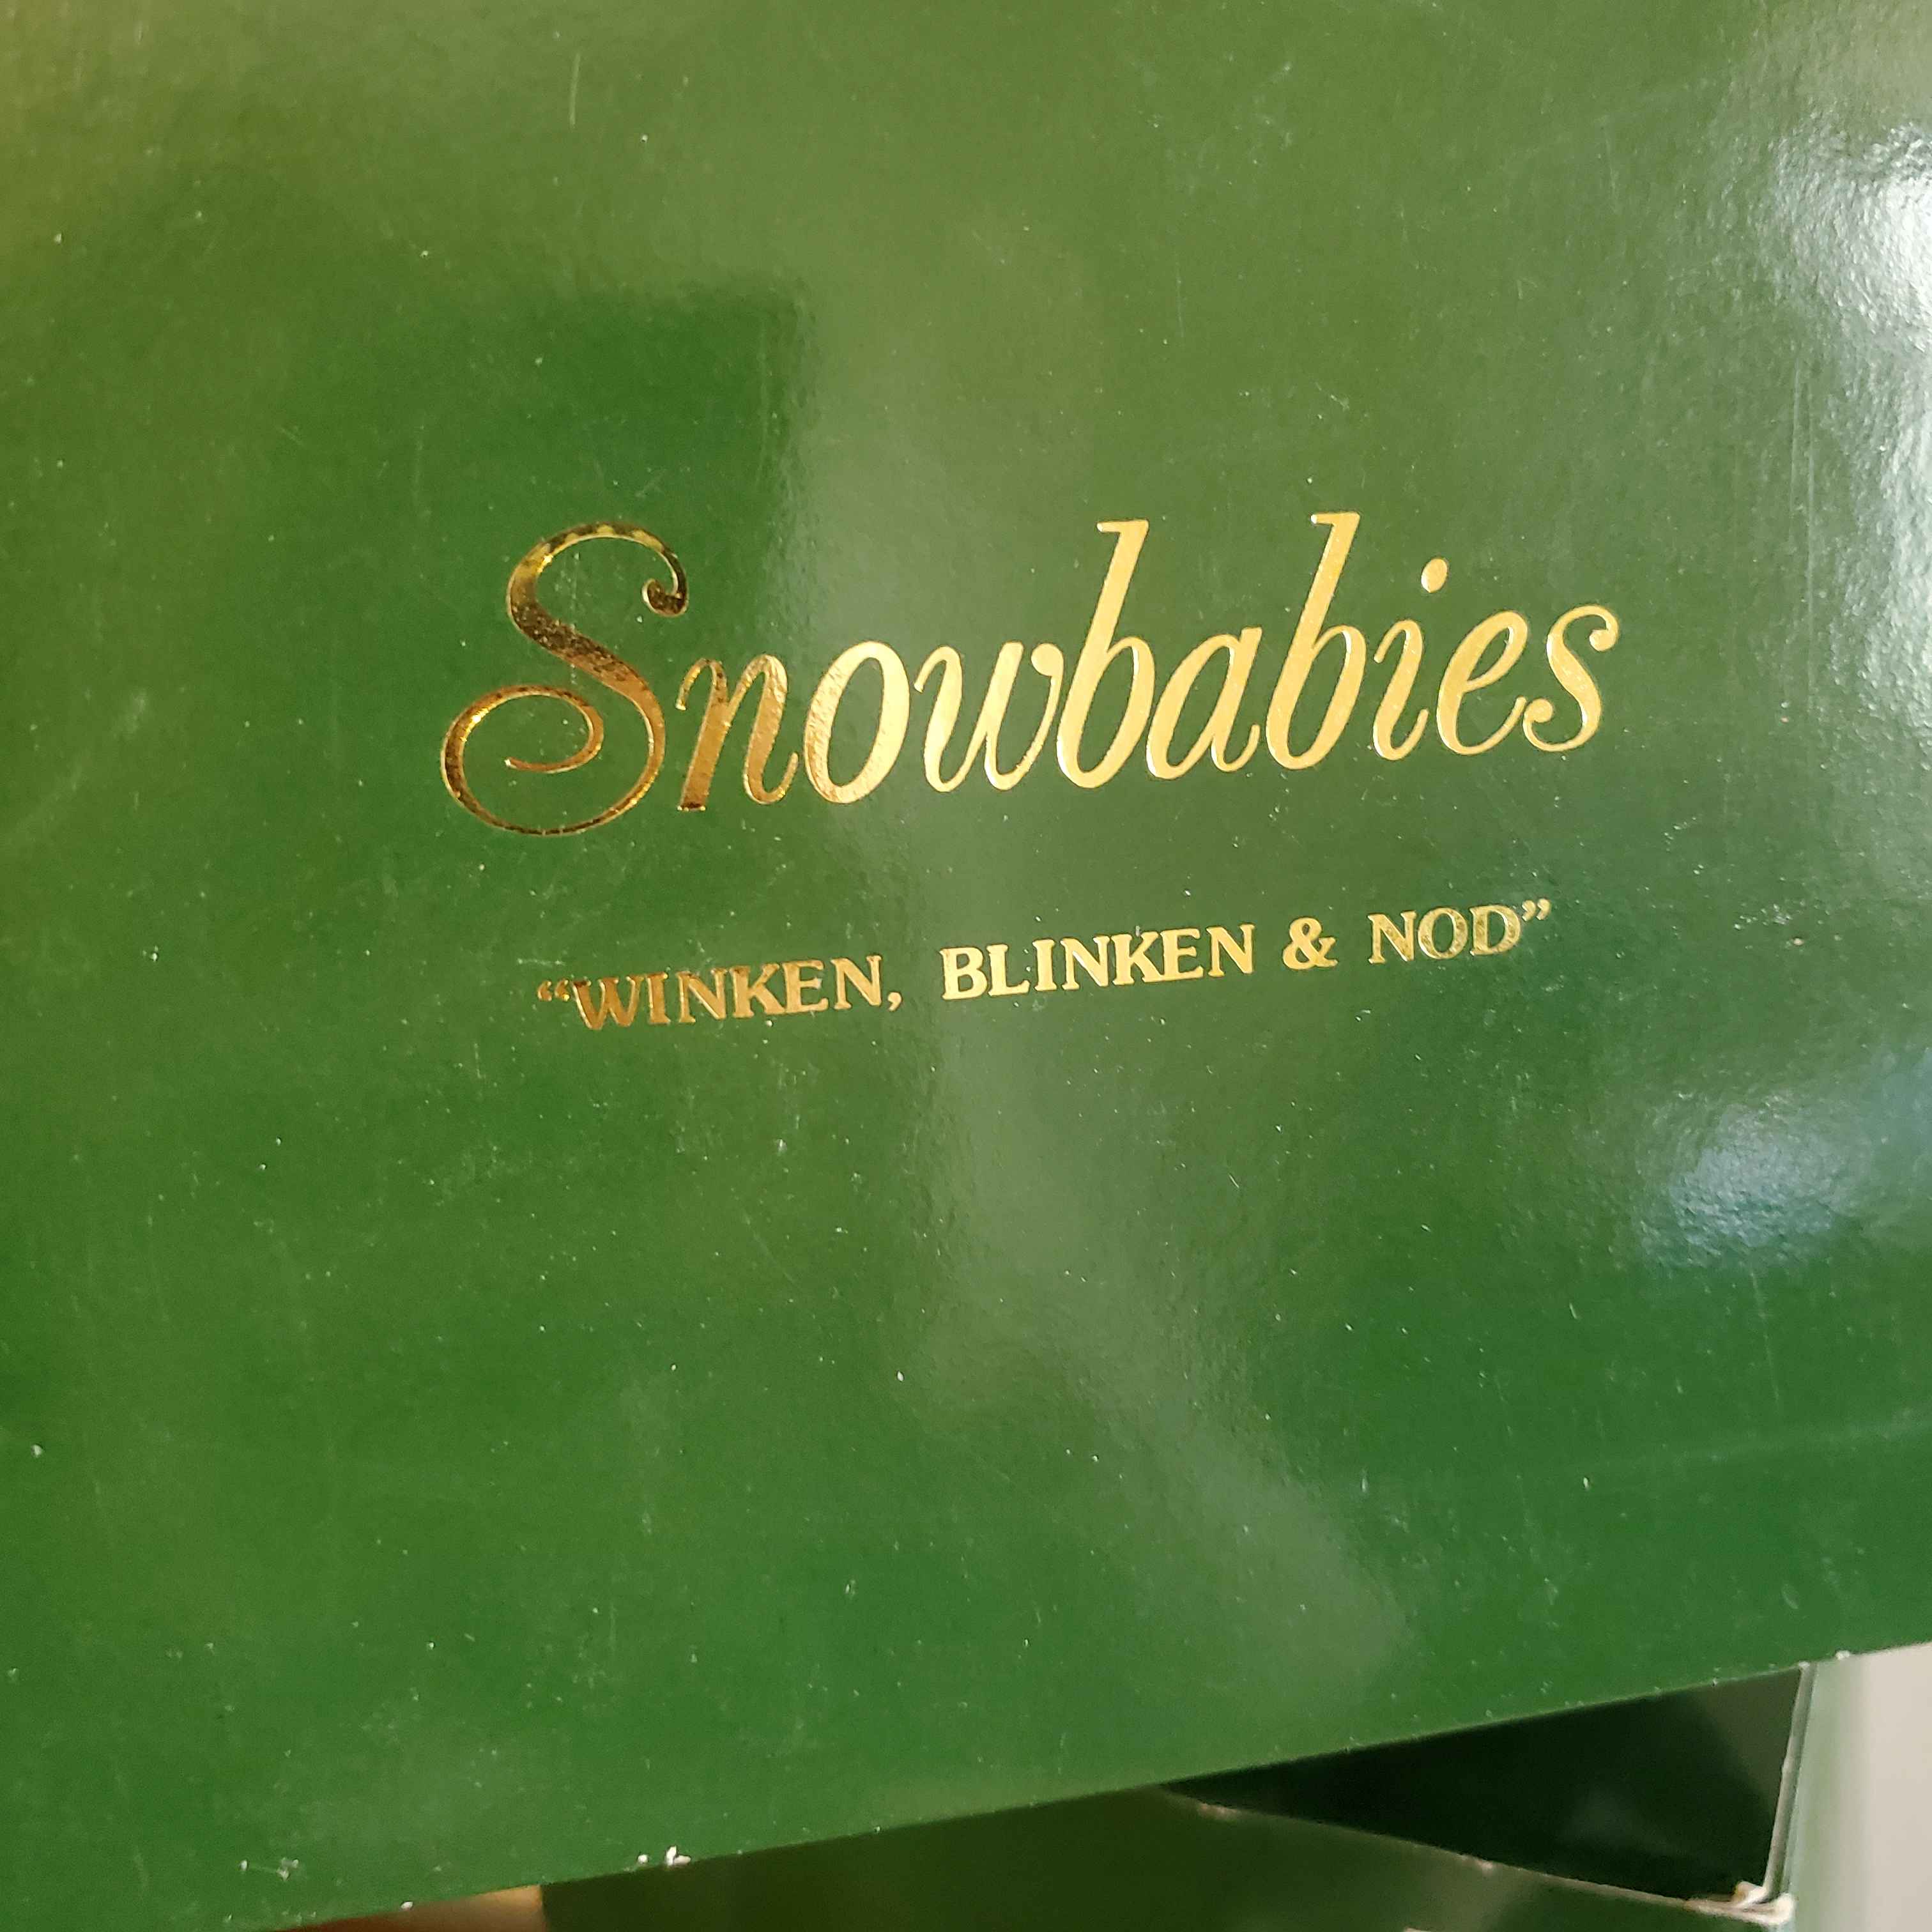 Snowbabies
“WINKEN, BLINKEN & NOD”